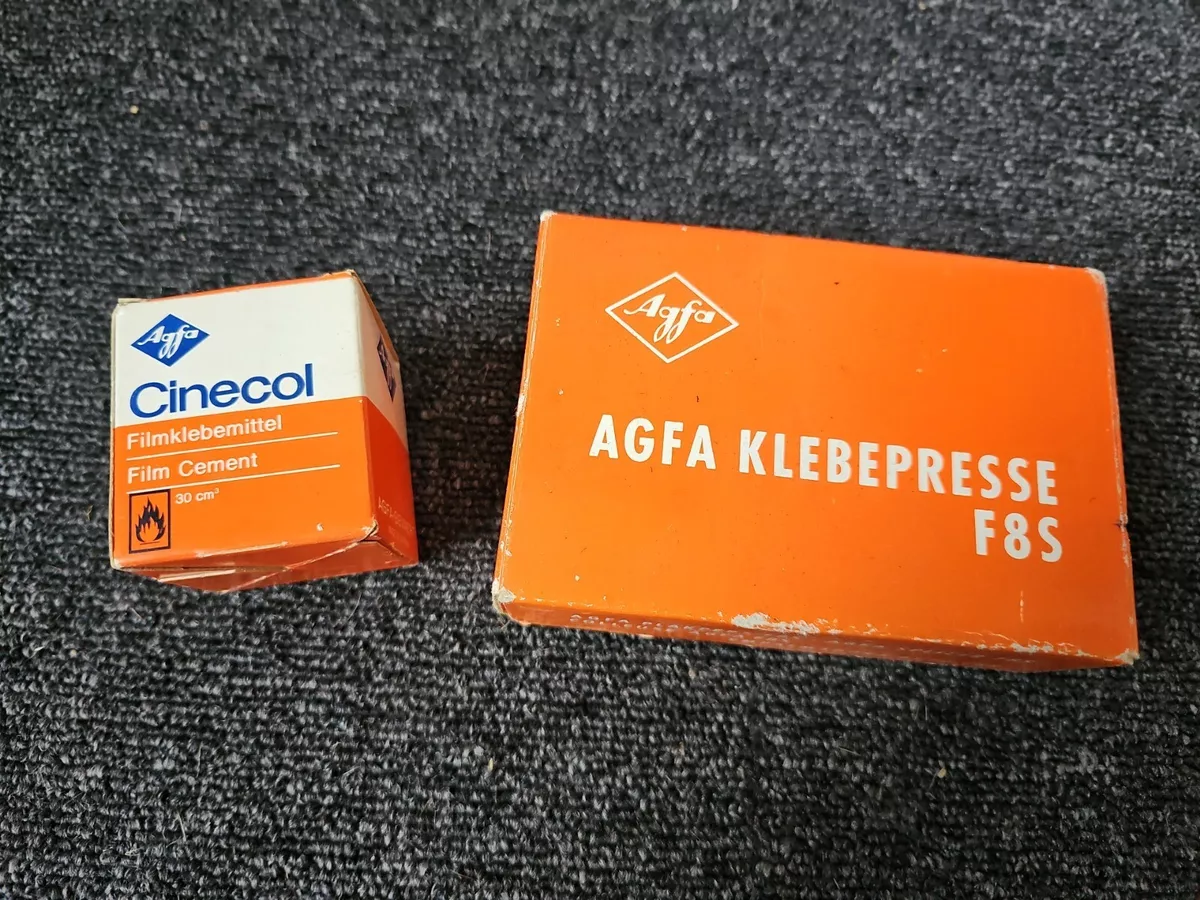 Agfa
Cinecol
Filmklebemittel
Film Cement
30 cm³
Agfa
AGFA KLEBEPRESSE
F8S